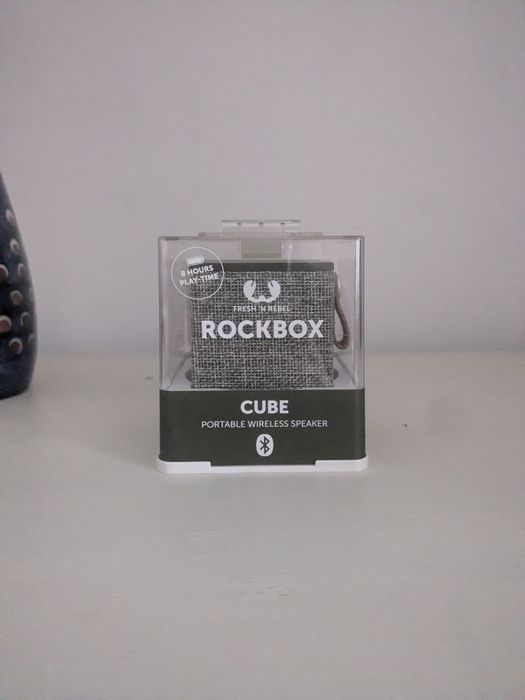 8 HOURS
PLAY-TIME
FRESH 'N REBEL
ROCKBOX
CUBE
PORTABLE WIRELESS SPEAKER